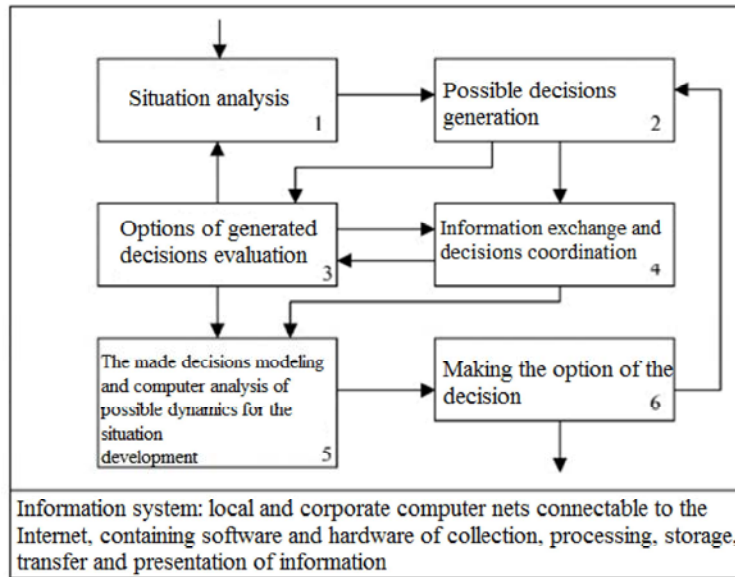 Situation analysis
1
Possible decisions
generation
2
Options of generated
decisions evaluation
3
Information exchange and
decisions coordination
4
The made decisions modeling
and computer analysis of
possible dynamics for the
situation
development
5
Making the option of the
decision
6
Information system: local and corporate computer nets connectable to the
Internet, containing software and hardware of collection, processing, storage,
transfer and presentation of information